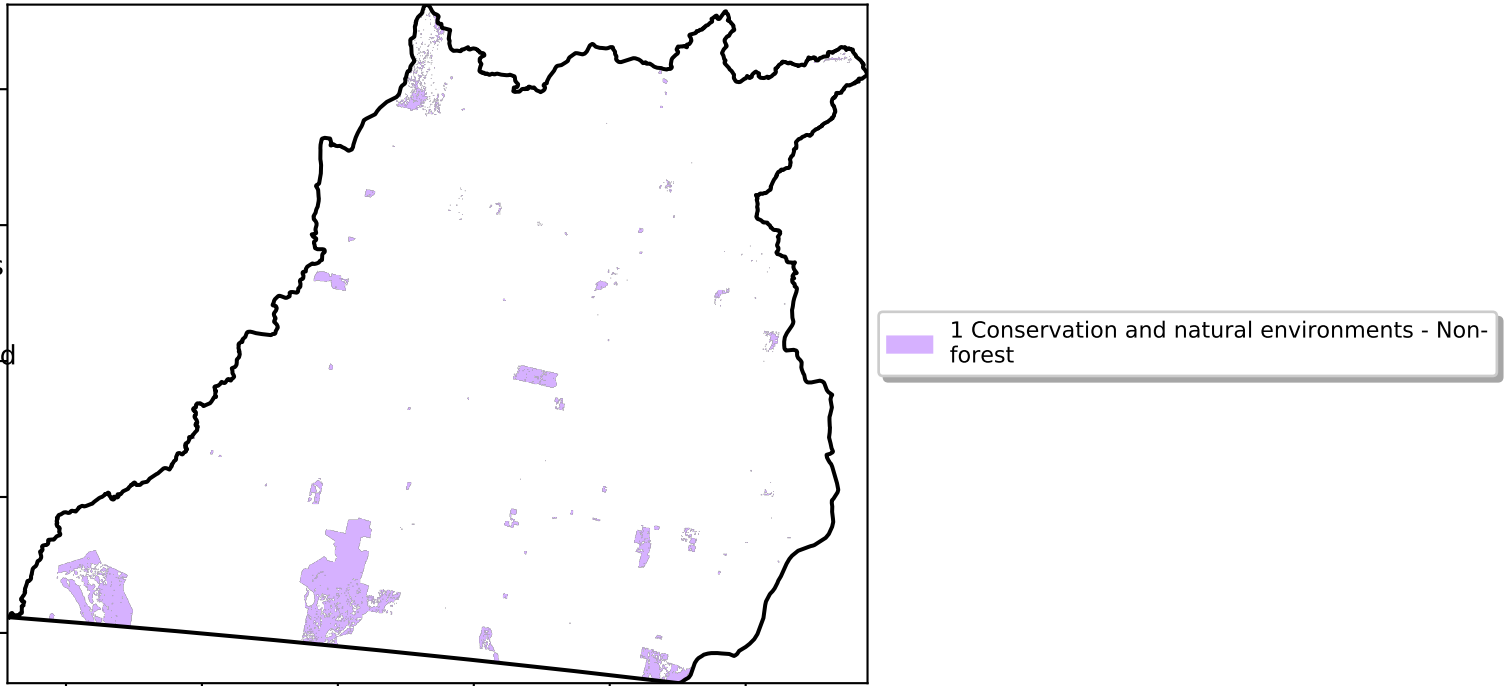 s
d
1 Conservation and natural environments - Non-
forest